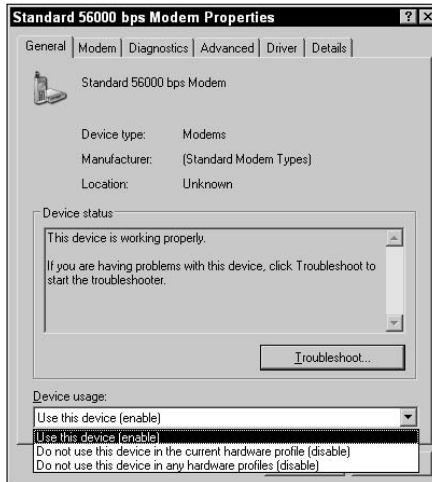 Standard 56000 bps Modem Properties
General Modem Diagnostics Advanced Driver Details
Standard 56000 bps Modem
Device type: Modems
Manufacturer: (Standard Modem Types)
Location: Unknown
Device status
This device is working properly.
If you are having problems with this device, click Troubleshoot to
start the troubleshooter.
Troubleshoot...
Device usage:
Use this device (enable)
Use this device (enable)
Do not use this device in the current hardware profile (disable)
Do not use this device in any hardware profiles (disable)